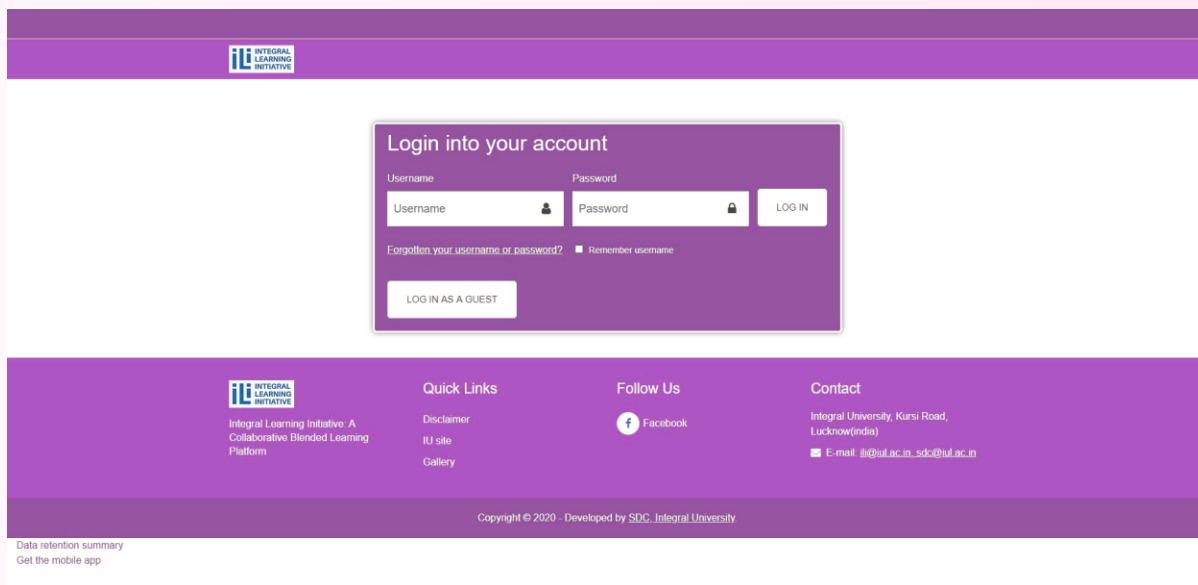 iLi INTEGRAL
LEARNING
INITIATIVE
Login into your account
Username
Password
Username
Password
LOG IN
Forgotten your username or password?
Remember username
LOG IN AS A GUEST
iLi INTEGRAL
LEARNING
INITIATIVE
Integral Learning Initiative: A
Collaborative Blended Learning
Platform
Quick Links
Disclaimer
IU site
Gallery
Follow Us
Facebook
Contact
Integral University, Kursi Road,
Lucknow(india)
E-mail: ili@iul.ac.in, sdc@iul.ac.in
Copyright © 2020 - Developed by SDC, Integral University.
Data retention summary
Get the mobile app